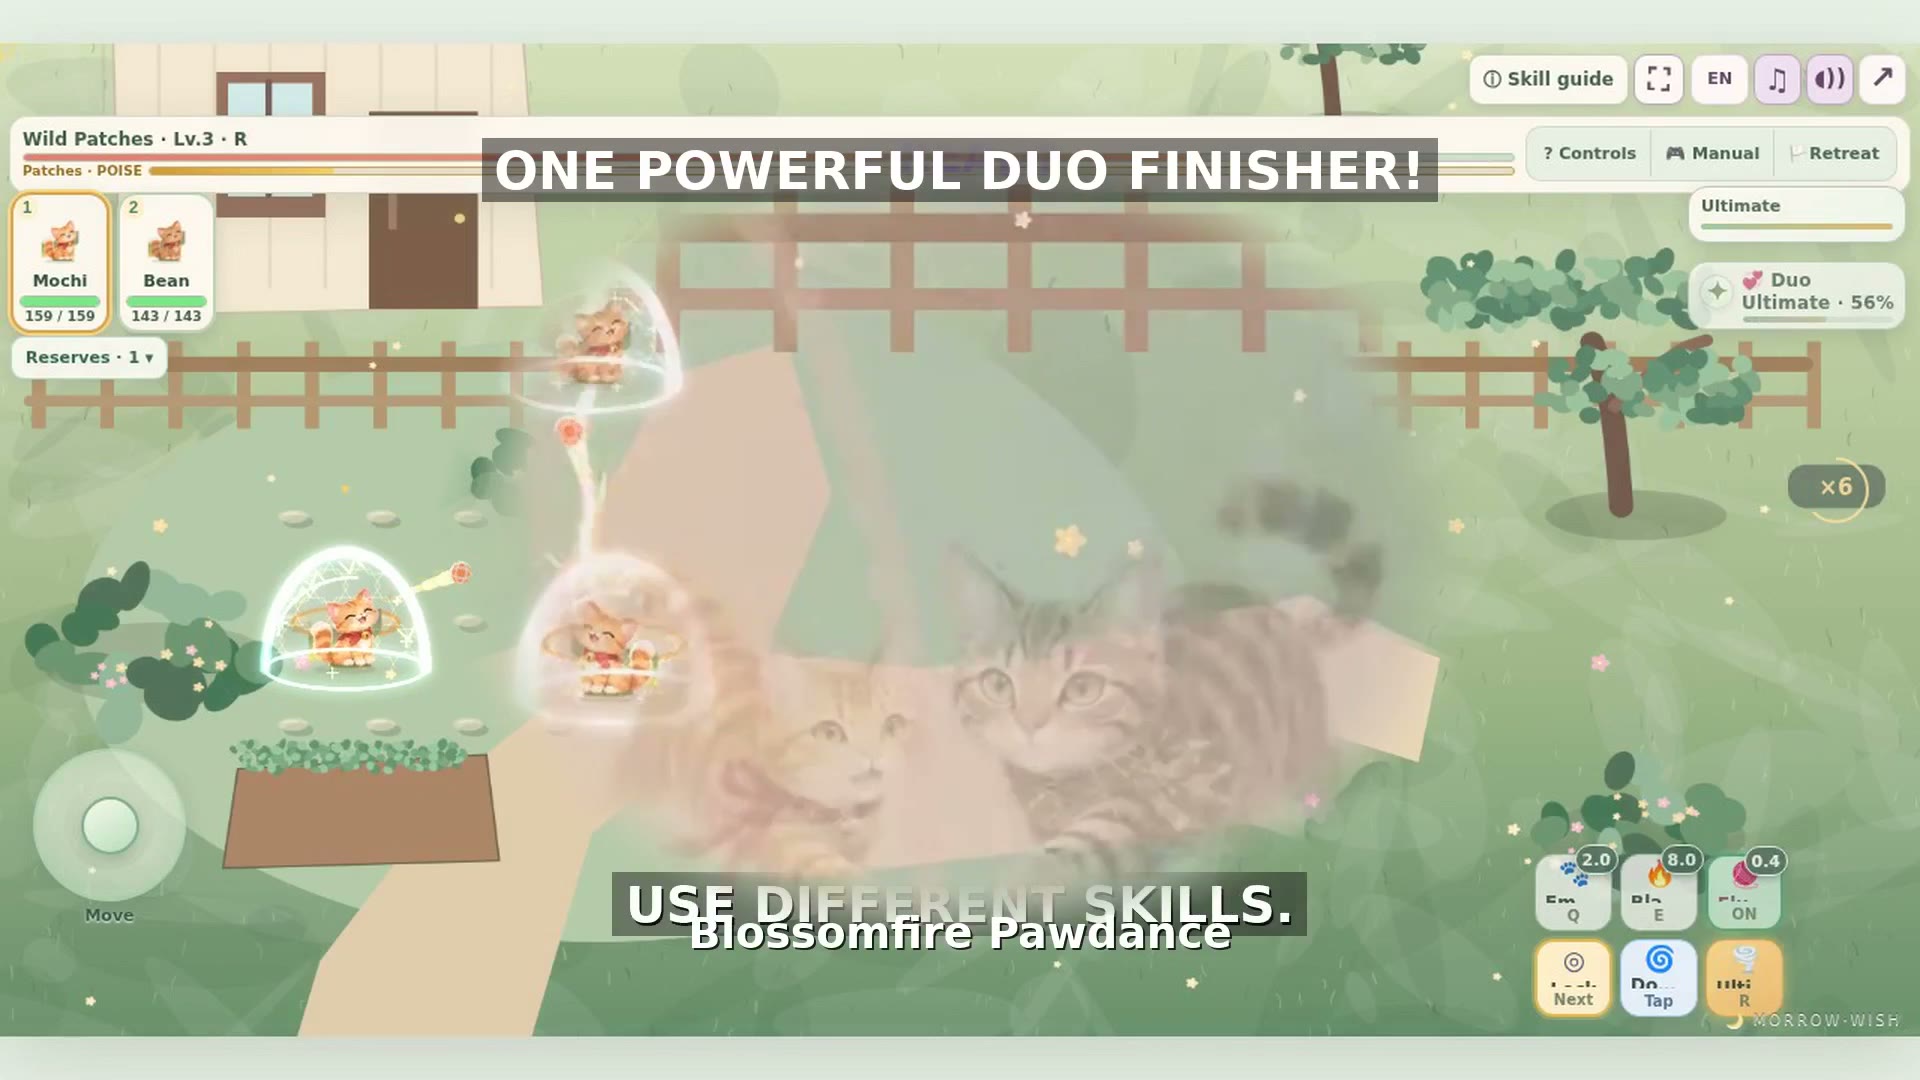 Skill guide
EN
Wild Patches · Lv.3 · R
Patches · POISE
ONE POWERFUL DUO FINISHER!
? Controls
Manual
Retreat
Ultimate
Duo
Ultimate · 56%
1
2
Mochi
Bean
159 / 159
143 / 143
Reserves · 1 ▾
×6
Move
USE DIFFERENT SKILLS.
Blossomfire Pawdance
2.0
8.0
0.4
Q
E
ON
Do...
Next
Tap
R
MORROW·WISH